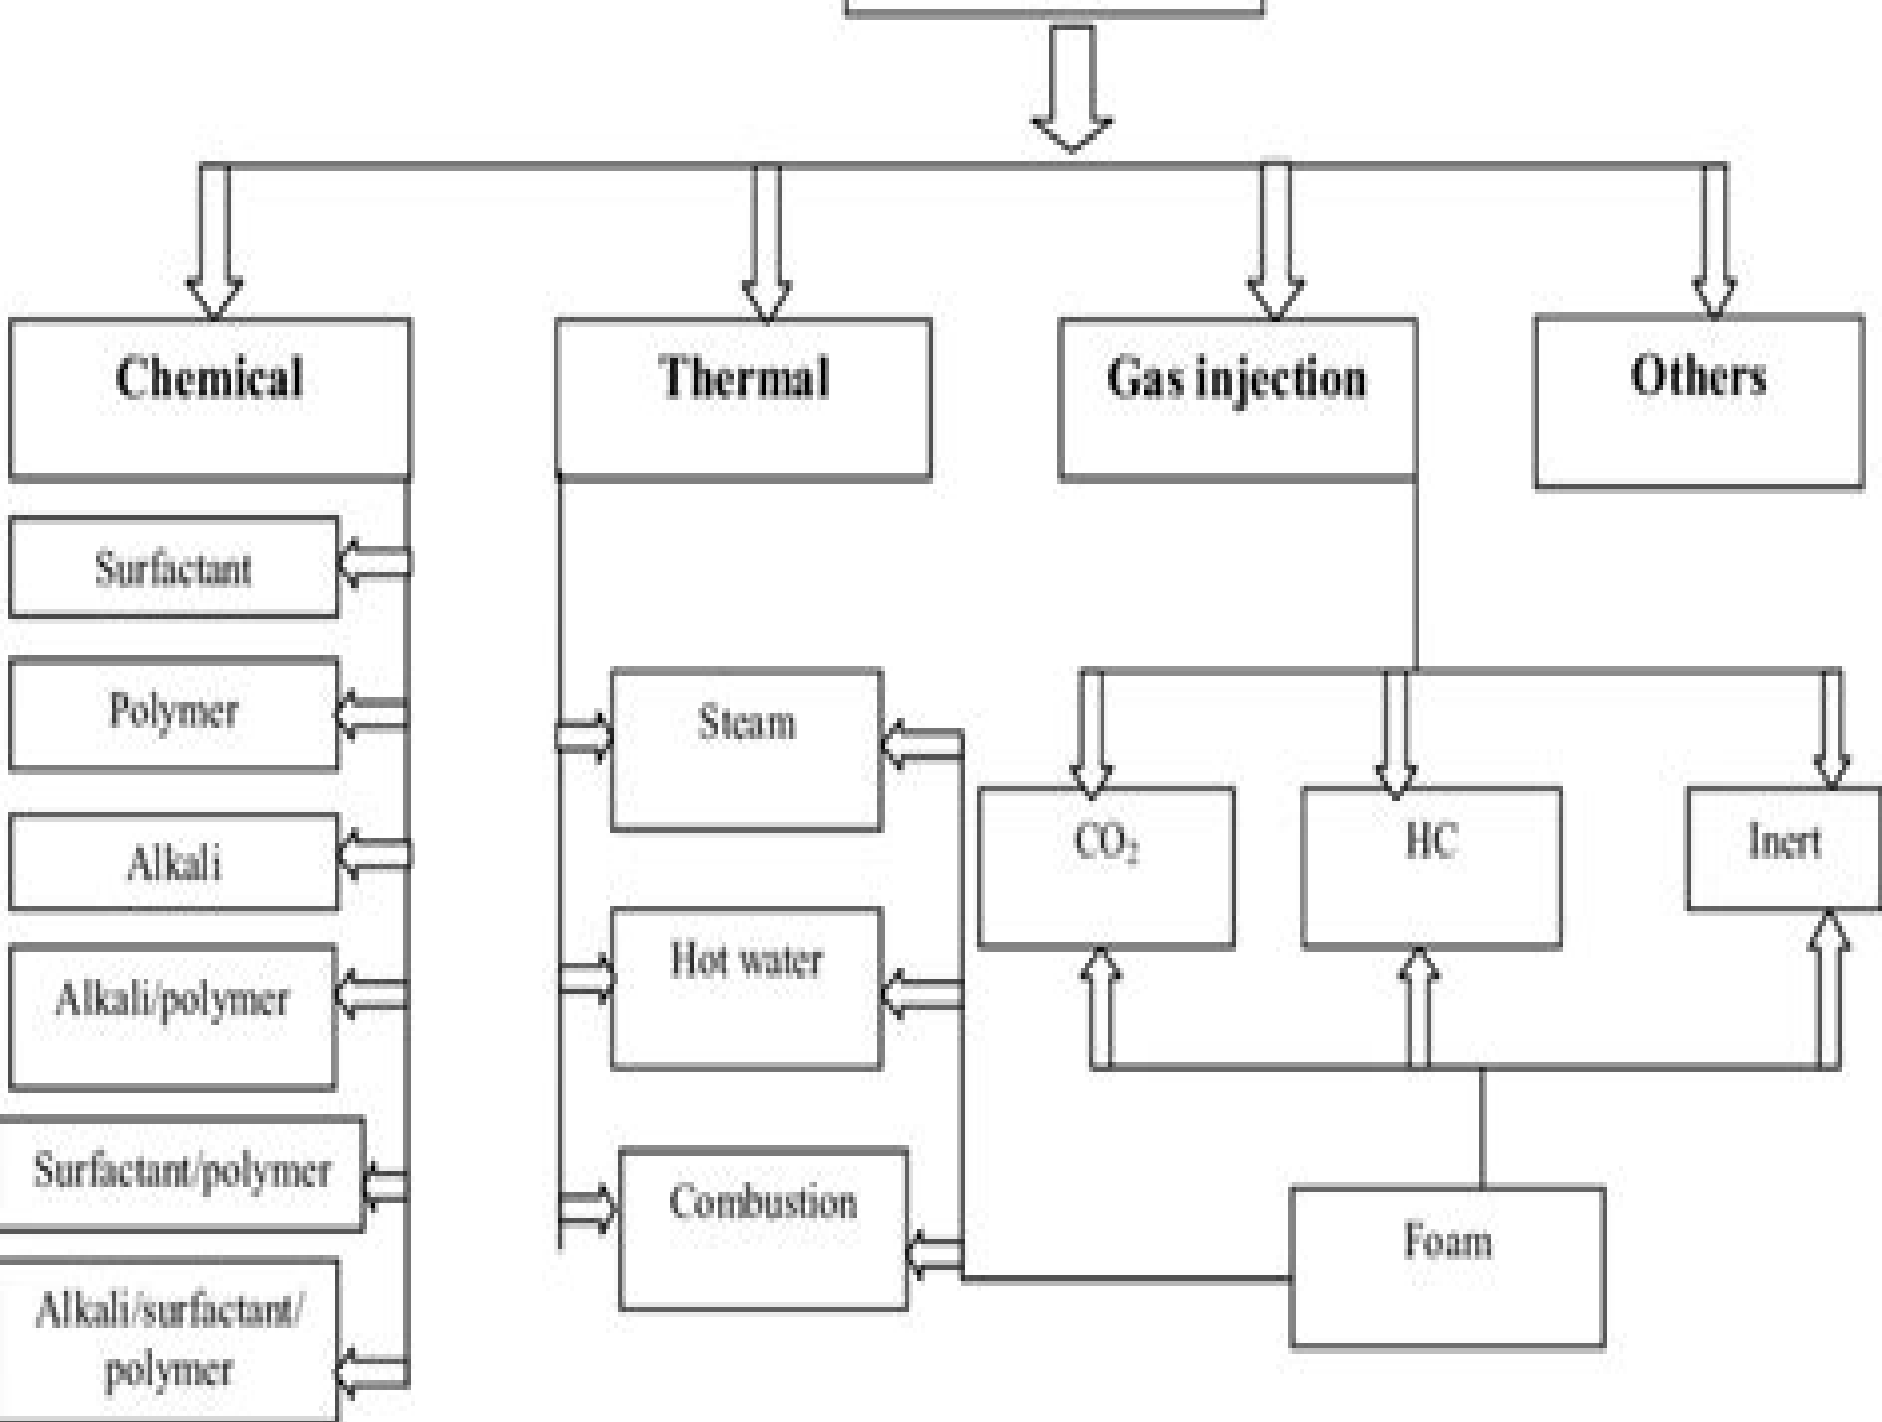 Chemical
Thermal
Gas injection
Others
Surfactant
Polymer
Alkali
Alkali/polymer
Surfactant/polymer
Alkali/surfactant/
polymer
Steam
Hot water
Combustion
CO₂
HC
Inert
Foam